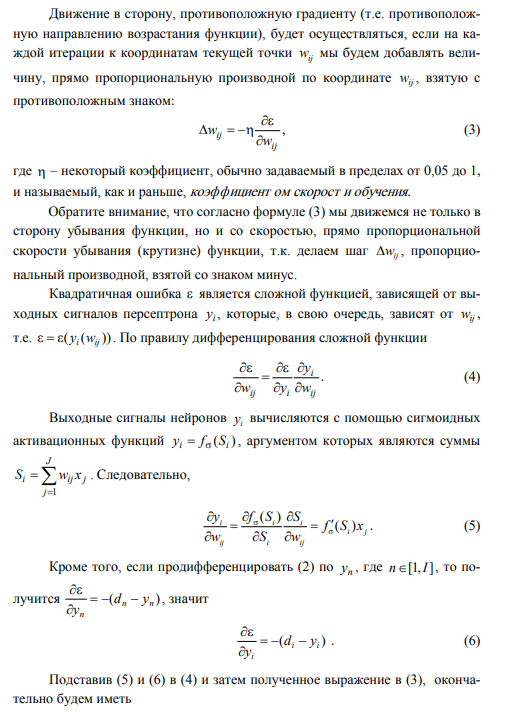 Движение в сторону, противоположную градиенту (т.е. противополож-
ную направлению возрастания функции), будет осуществляться, если на ка-
ждой итерации к координатам текущей точки w_ij мы будем добавлять вели-
чину, прямо пропорциональную производной по координате w_ij, взятую с
противоположным знаком:
Δw_ij = −η ∂ε/∂w_ij, (3)
где η – некоторый коэффициент, обычно задаваемый в пределах от 0,05 до 1,
и называемый, как и раньше, коэффициент ом скорост и обучения.
Обратите внимание, что согласно формуле (3) мы движемся не только в
сторону убывания функции, но и со скоростью, прямо пропорциональной
скорости убывания (крутизне) функции, т.к. делаем шаг Δw_ij, пропорцио-
нальный производной, взятой со знаком минус.
Квадратичная ошибка ε является сложной функцией, зависящей от вы-
ходных сигналов персептрона y_i, которые, в свою очередь, зависят от w_ij,
т.е. ε = ε(y_i(w_ij)). По правилу дифференцирования сложной функции
∂ε/∂w_ij = ∂ε/∂y_i ∂y_i/∂w_ij. (4)
Выходные сигналы нейронов y_i вычисляются с помощью сигмоидных
активационных функций y_i = f_σ(S_i), аргументом которых являются суммы
S_i = ∑_{j=1}^{J} w_ij x_j. Следовательно,
∂y_i/∂w_ij = ∂f_σ(S_i)/∂S_i ∂S_i/∂w_ij = f′_σ(S_i)x_j. (5)
Кроме того, если продифференцировать (2) по y_n, где n∈[1, I], то по-
лучится ∂ε/∂y_n = −(d_n − y_n), значит
∂ε/∂y_i = −(d_i − y_i) . (6)
Подставив (5) и (6) в (4) и затем полученное выражение в (3), оконча-
тельно будем иметь